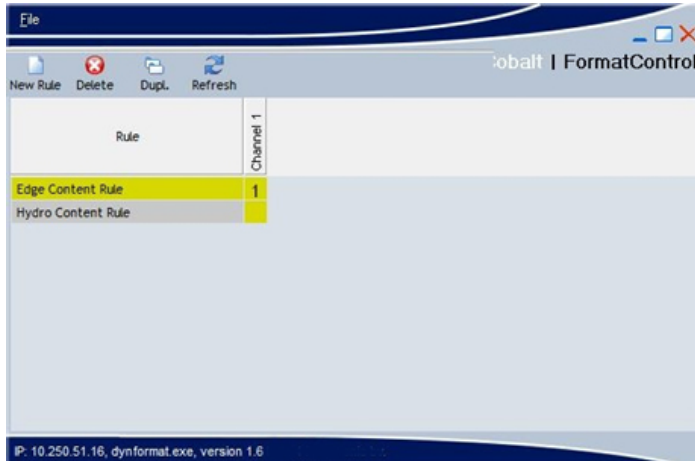 File
obalt | FormatControl
New Rule Delete Dupl. Refresh
Rule
Channel 1
Edge Content Rule 1
Hydro Content Rule
IP: 10.250.51.16, dynformat.exe, version 1.6